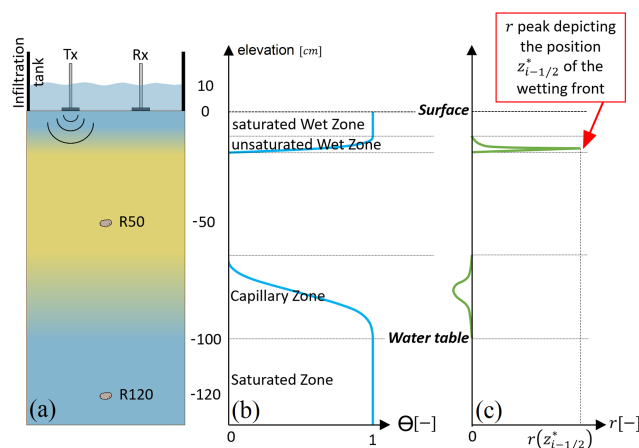 Infiltration
tank
Tx
Rx
10
0
-50
-100
-120
R50
R120
(a)
elevation [cm]
Surface
saturated Wet Zone
unsaturated Wet Zone
Capillary Zone
Water table
Saturated Zone
(b)
0
1
Θ[−]
r peak depicting
the position
z*i−1/2 of the
wetting front
(c)
0
r(z*i−1/2)
r[−]